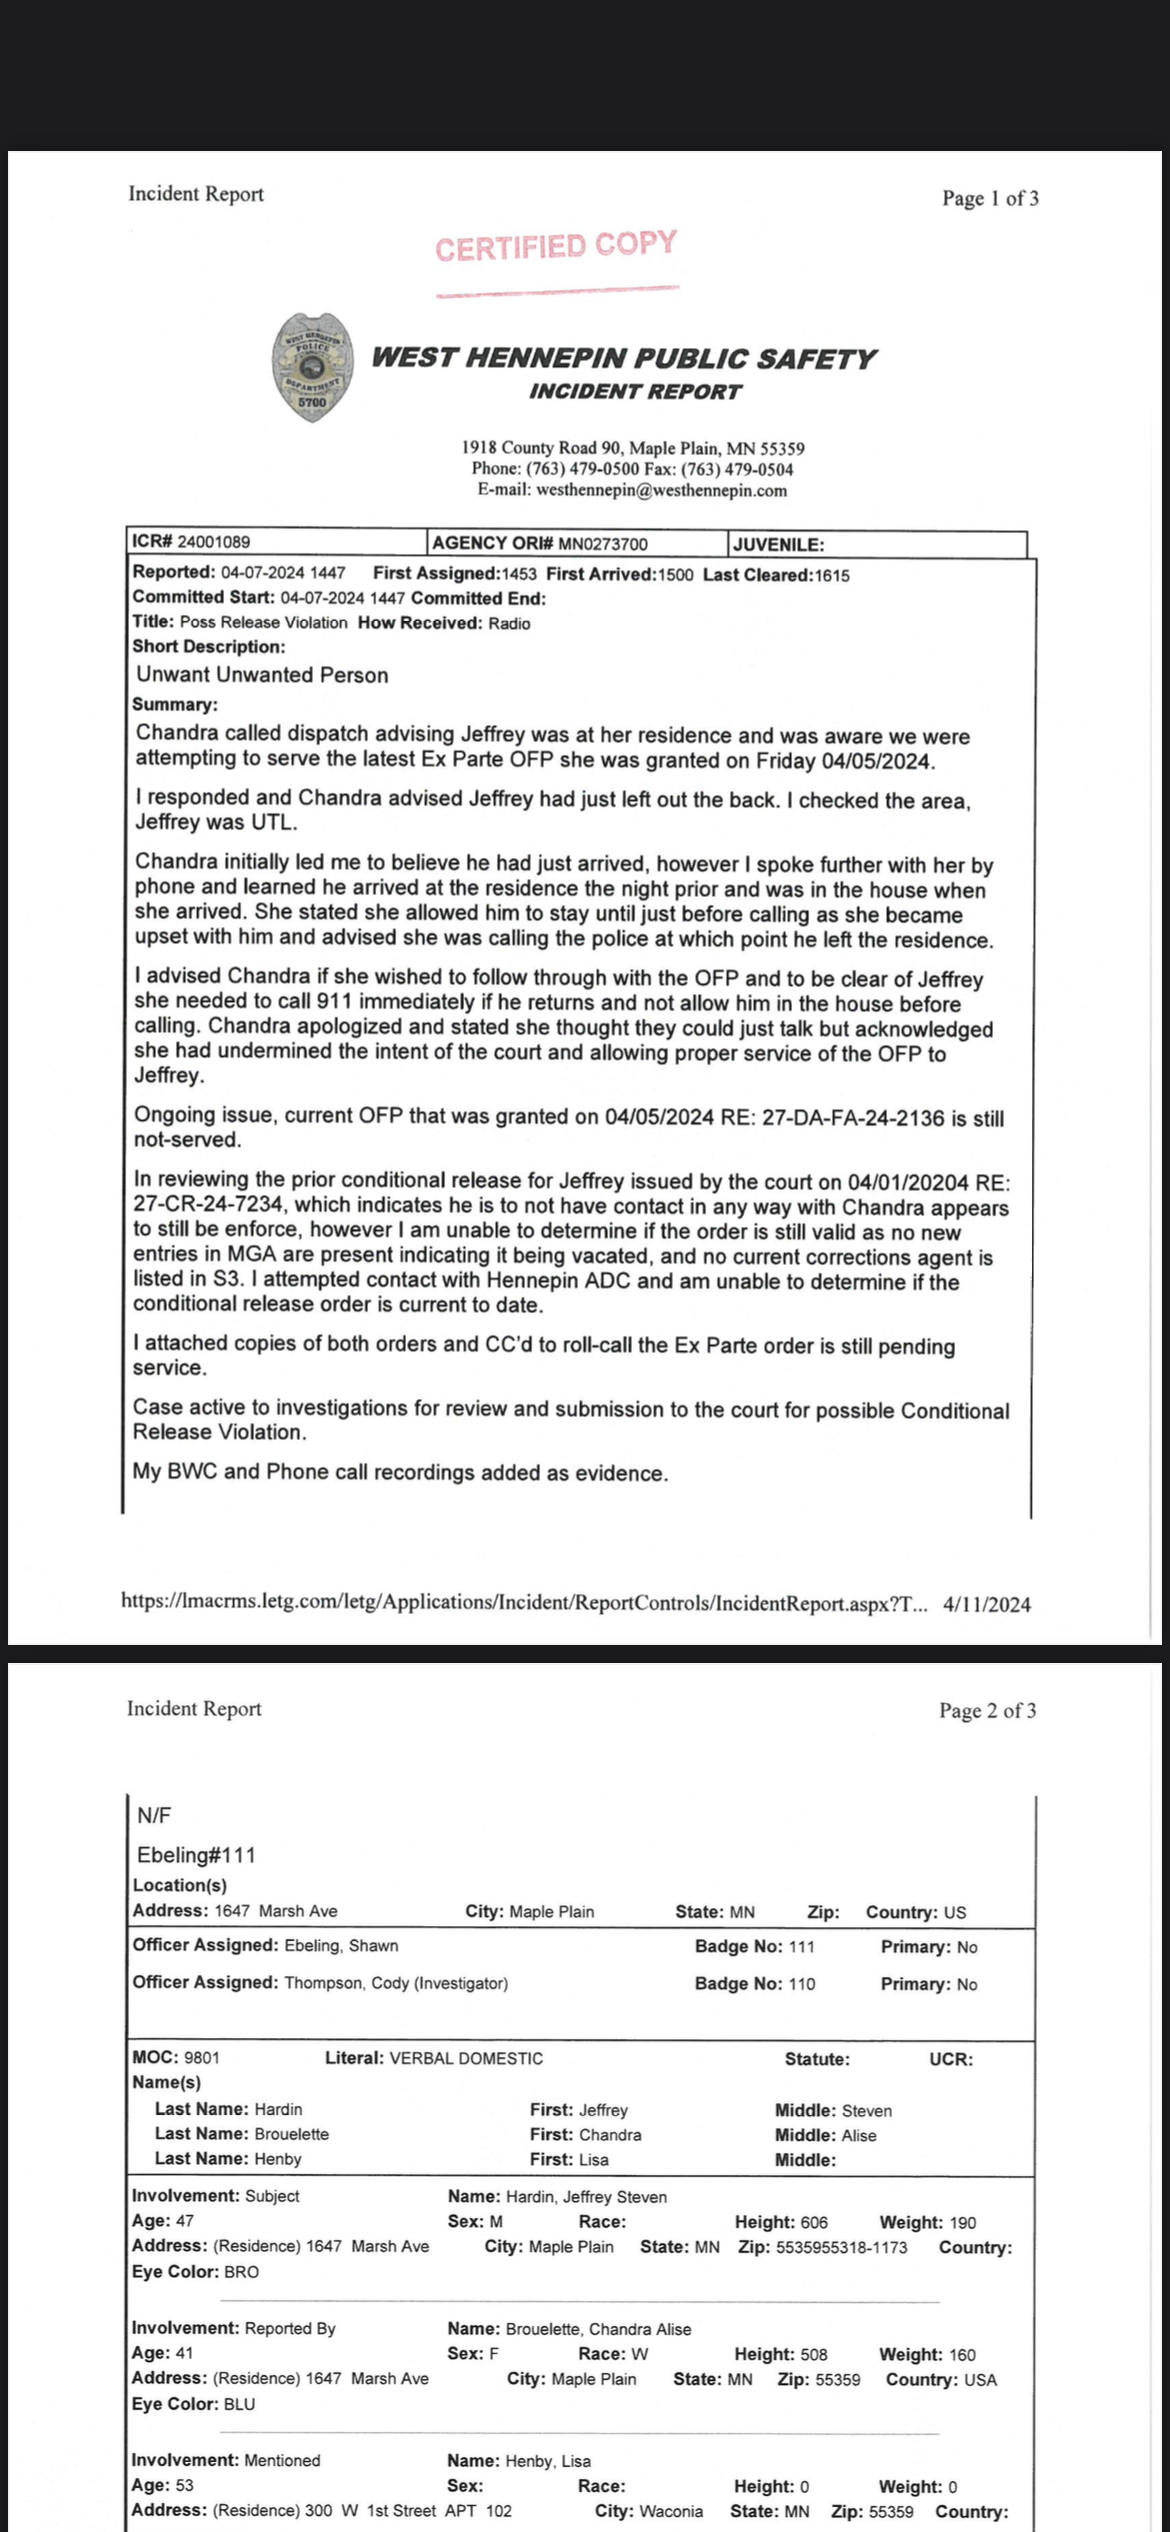 Incident Report
Page 1 of 3
CERTIFIED COPY
WEST HENNEPIN
POLICE
DEPARTMENT
5700
WEST HENNEPIN PUBLIC SAFETY
INCIDENT REPORT
1918 County Road 90, Maple Plain, MN 55359
Phone: (763) 479-0500 Fax: (763) 479-0504
E-mail: westhennepin@westhennepin.com
ICR# 24001089 AGENCY ORI# MN0273700 JUVENILE:
Reported: 04-07-2024 1447 First Assigned:1453 First Arrived:1500 Last Cleared:1615
Committed Start: 04-07-2024 1447 Committed End:
Title: Poss Release Violation How Received: Radio
Short Description:
Unwant Unwanted Person
Summary:
Chandra called dispatch advising Jeffrey was at her residence and was aware we were
attempting to serve the latest Ex Parte OFP she was granted on Friday 04/05/2024.
I responded and Chandra advised Jeffrey had just left out the back. I checked the area,
Jeffrey was UTL.
Chandra initially led me to believe he had just arrived, however I spoke further with her by
phone and learned he arrived at the residence the night prior and was in the house when
she arrived. She stated she allowed him to stay until just before calling as she became
upset with him and advised she was calling the police at which point he left the residence.
I advised Chandra if she wished to follow through with the OFP and to be clear of Jeffrey
she needed to call 911 immediately if he returns and not allow him in the house before
calling. Chandra apologized and stated she thought they could just talk but acknowledged
she had undermined the intent of the court and allowing proper service of the OFP to
Jeffrey.
Ongoing issue, current OFP that was granted on 04/05/2024 RE: 27-DA-FA-24-2136 is still
not-served.
In reviewing the prior conditional release for Jeffrey issued by the court on 04/01/20204 RE:
27-CR-24-7234, which indicates he is to not have contact in any way with Chandra appears
to still be enforce, however I am unable to determine if the order is still valid as no new
entries in MGA are present indicating it being vacated, and no current corrections agent is
listed in S3. I attempted contact with Hennepin ADC and am unable to determine if the
conditional release order is current to date.
I attached copies of both orders and CC'd to roll-call the Ex Parte order is still pending
service.
Case active to investigations for review and submission to the court for possible Conditional
Release Violation.
My BWC and Phone call recordings added as evidence.
https://lmacrms.letg.com/letg/Applications/Incident/ReportControls/IncidentReport.aspx?T... 4/11/2024
Incident Report
Page 2 of 3
N/F
Ebeling#111
Location(s)
Address: 1647 Marsh Ave City: Maple Plain State: MN Zip: Country: US
Officer Assigned: Ebeling, Shawn Badge No: 111 Primary: No
Officer Assigned: Thompson, Cody (Investigator) Badge No: 110 Primary: No
MOC: 9801 Literal: VERBAL DOMESTIC Statute: UCR:
Name(s)
Last Name: Hardin First: Jeffrey Middle: Steven
Last Name: Brouelette First: Chandra Middle: Alise
Last Name: Henby First: Lisa Middle:
Involvement: Subject Name: Hardin, Jeffrey Steven
Age: 47 Sex: M Race: Height: 606 Weight: 190
Address: (Residence) 1647 Marsh Ave City: Maple Plain State: MN Zip: 5535955318-1173 Country:
Eye Color: BRO
Involvement: Reported By Name: Brouelette, Chandra Alise
Age: 41 Sex: F Race: W Height: 508 Weight: 160
Address: (Residence) 1647 Marsh Ave City: Maple Plain State: MN Zip: 55359 Country: USA
Eye Color: BLU
Involvement: Mentioned Name: Henby, Lisa
Age: 53 Sex: Race: Height: 0 Weight: 0
Address: (Residence) 300 W 1st Street APT 102 City: Waconia State: MN Zip: 55359 Country: